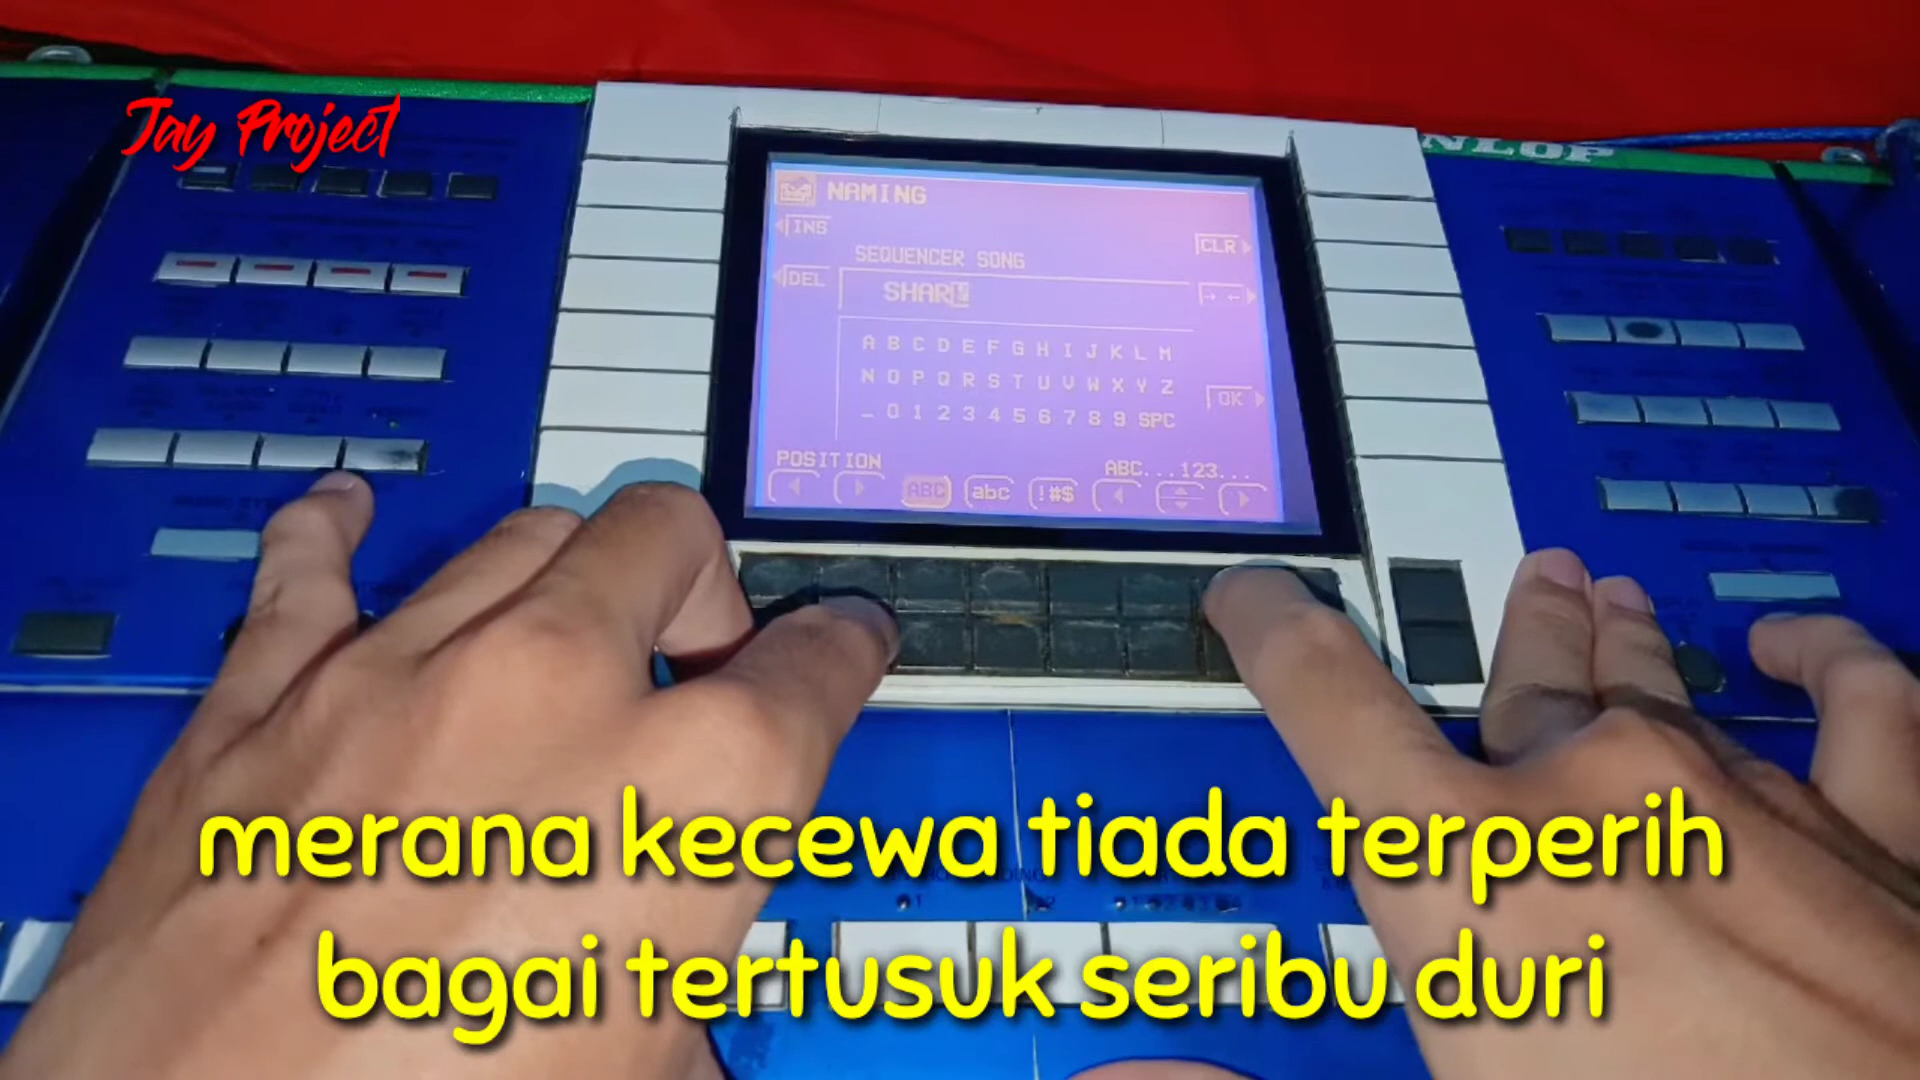 Jay Project
NLOP
NAMING
INS
CLR
SEQUENCER SONG
DEL
SHAR
→ ←
A B C D E F G H I J K L M
N O P Q R S T U V W X Y Z
_ 0 1 2 3 4 5 6 7 8 9 SPC
OK
POSITION
ABC...123...
ABC abc !#$
merana kecewa tiada terperih
bagai tertusuk seribu duri